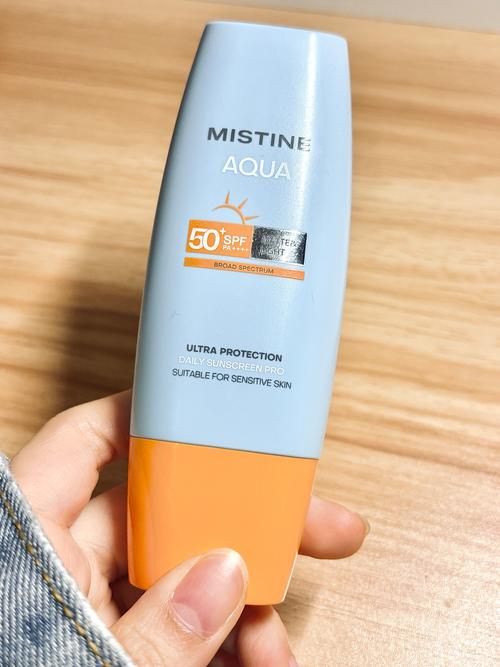 MISTINE
AQUA
50+ SPF
PA++++
BROAD SPECTRUM
ULTRA PROTECTION
DAILY SUNSCREEN PRO
SUITABLE FOR SENSITIVE SKIN